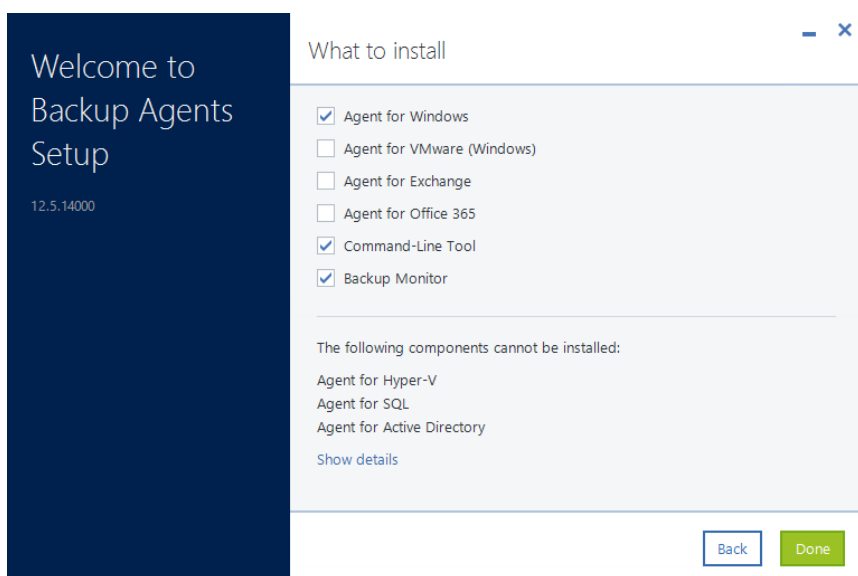 Welcome to
Backup Agents
Setup
12.5.14000
What to install
Agent for Windows
Agent for VMware (Windows)
Agent for Exchange
Agent for Office 365
Command-Line Tool
Backup Monitor
The following components cannot be installed:
Agent for Hyper-V
Agent for SQL
Agent for Active Directory
Show details
Back
Done